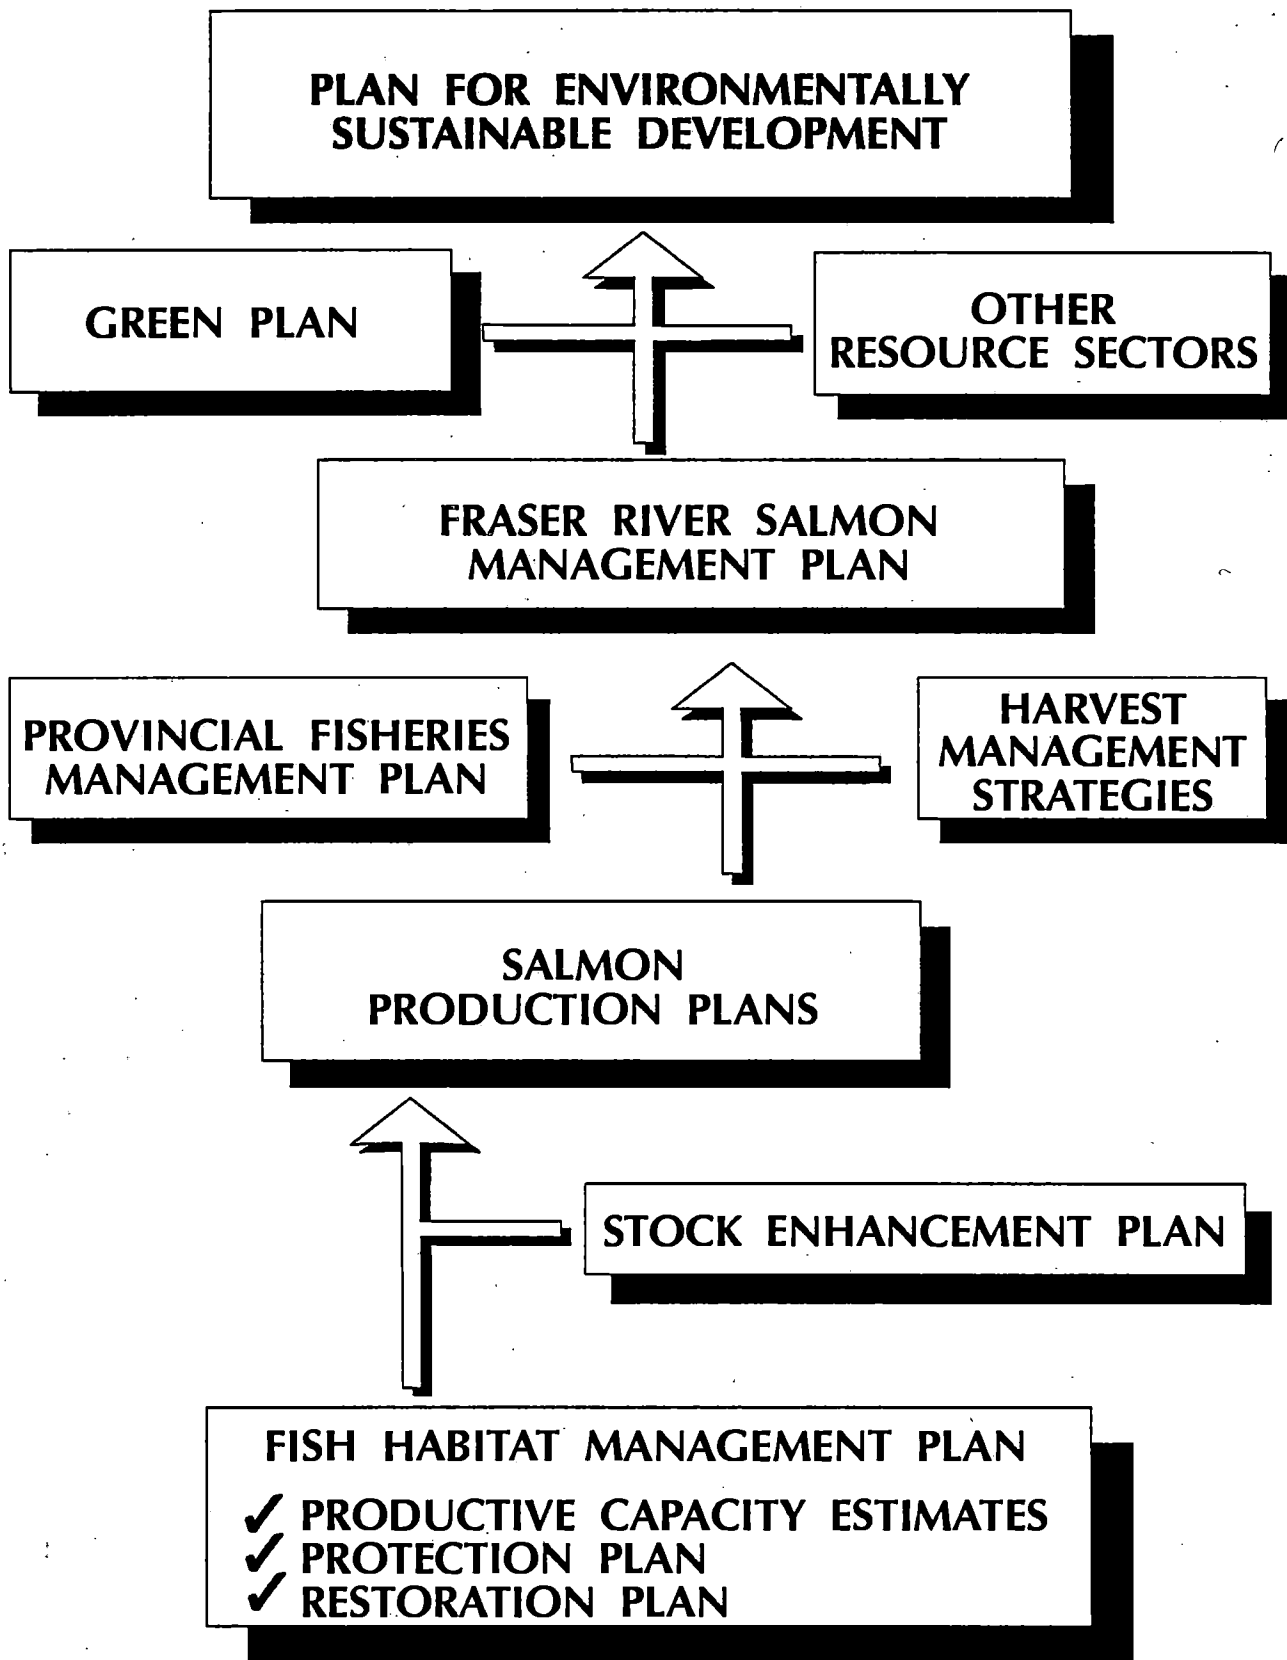 PLAN FOR ENVIRONMENTALLY
SUSTAINABLE DEVELOPMENT
GREEN PLAN
OTHER
RESOURCE SECTORS
FRASER RIVER SALMON
MANAGEMENT PLAN
PROVINCIAL FISHERIES
MANAGEMENT PLAN
HARVEST
MANAGEMENT
STRATEGIES
SALMON
PRODUCTION PLANS
STOCK ENHANCEMENT PLAN
FISH HABITAT MANAGEMENT PLAN
✓ PRODUCTIVE CAPACITY ESTIMATES
✓ PROTECTION PLAN
✓ RESTORATION PLAN